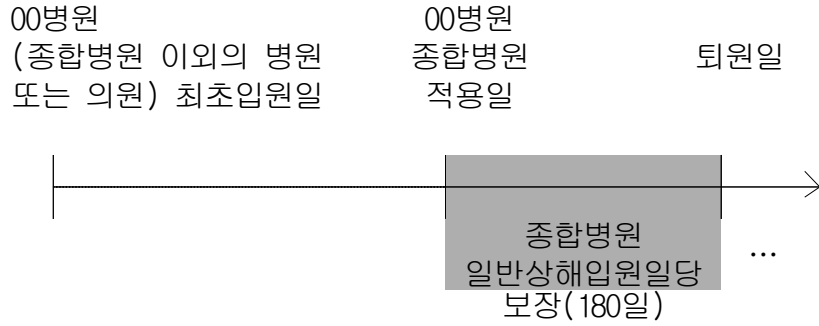 00병원
(종합병원 이외의 병원
또는 의원) 최초입원일
00병원
종합병원
적용일
퇴원일
종합병원
일반상해입원일당
보장(180일)
…